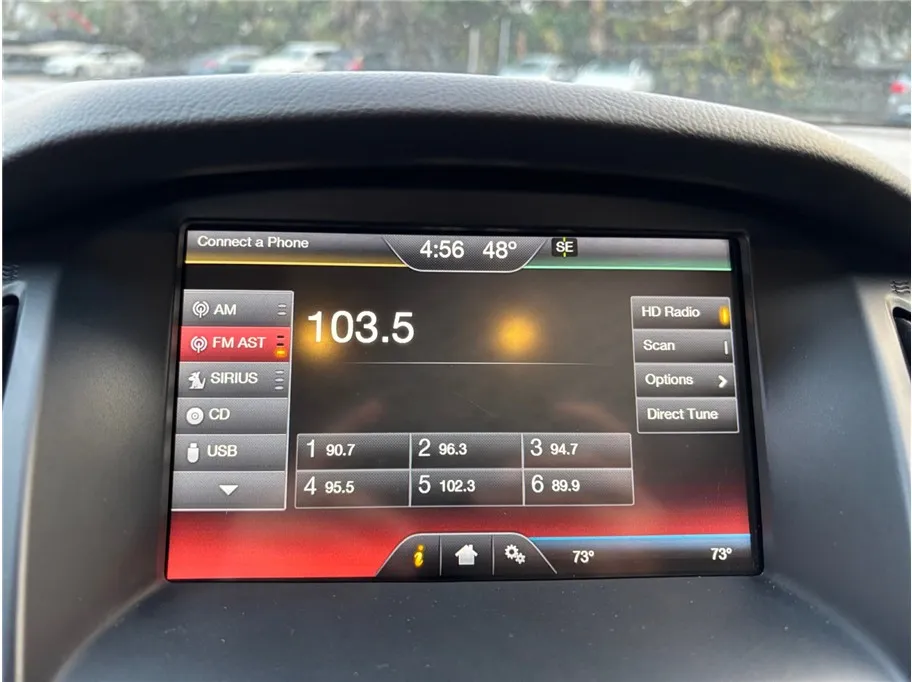 Connect a Phone
4:56 48° SE
AM
FM AST
SIRIUS
CD
USB
103.5
HD Radio
Scan
Options
Direct Tune
1 90.7 2 96.3 3 94.7
4 95.5 5 102.3 6 89.9
i
73° 73°